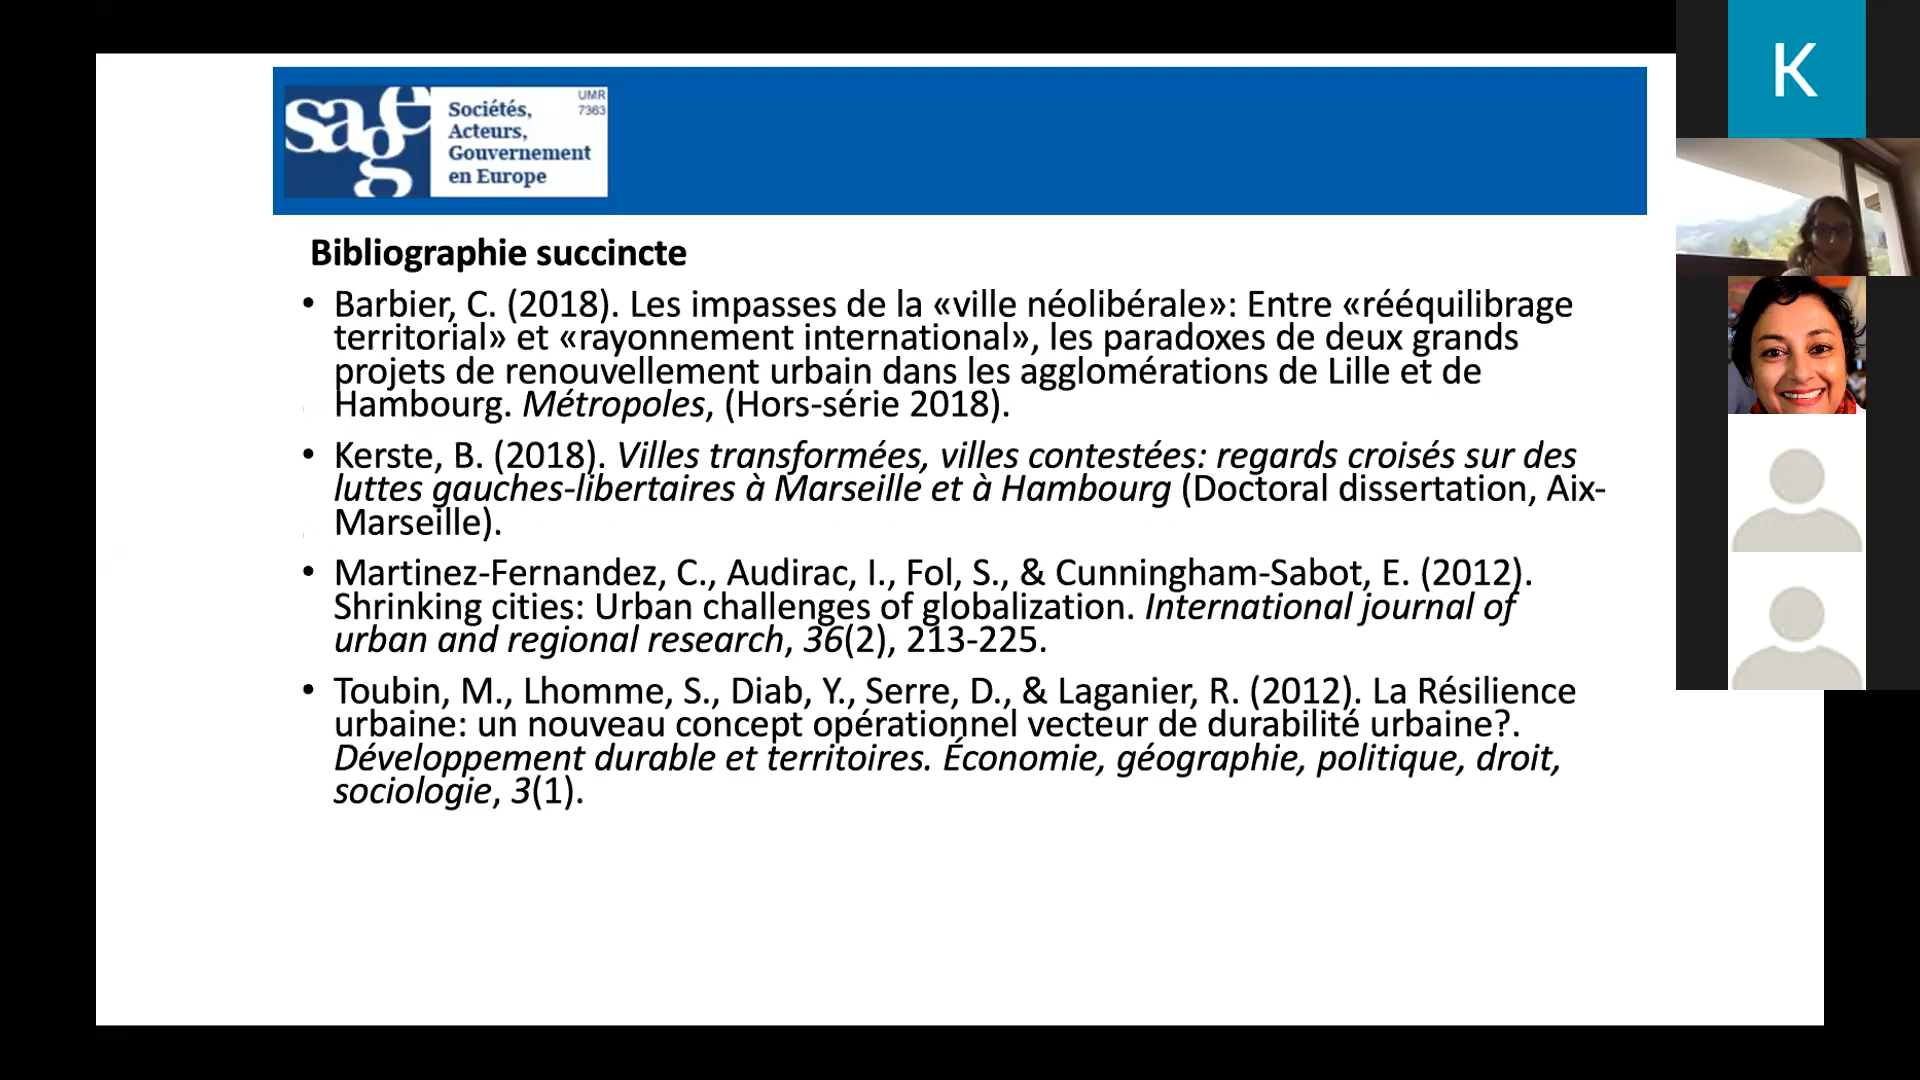 sage
UMR
7363
Sociétés,
Acteurs,
Gouvernement
en Europe
K
Bibliographie succincte
• Barbier, C. (2018). Les impasses de la «ville néolibérale»: Entre «rééquilibrage
territorial» et «rayonnement international», les paradoxes de deux grands
projets de renouvellement urbain dans les agglomérations de Lille et de
Hambourg. Métropoles, (Hors-série 2018).
• Kerste, B. (2018). Villes transformées, villes contestées: regards croisés sur des
luttes gauches-libertaires à Marseille et à Hambourg (Doctoral dissertation, Aix-
Marseille).
• Martinez-Fernandez, C., Audirac, I., Fol, S., & Cunningham-Sabot, E. (2012).
Shrinking cities: Urban challenges of globalization. International journal of
urban and regional research, 36(2), 213-225.
• Toubin, M., Lhomme, S., Diab, Y., Serre, D., & Laganier, R. (2012). La Résilience
urbaine: un nouveau concept opérationnel vecteur de durabilité urbaine?.
Développement durable et territoires. Économie, géographie, politique, droit,
sociologie, 3(1).